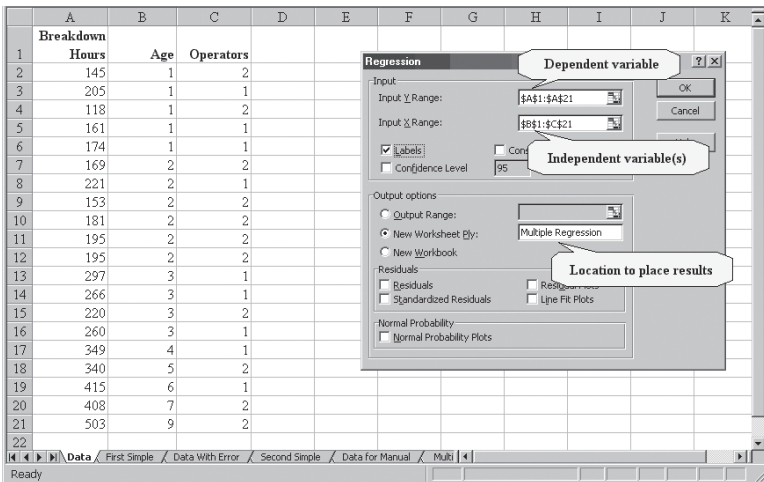 A B C D E F G H I J K
Breakdown
1 Hours Age Operators
2 145 1 2
3 205 1 1
4 118 1 2
5 161 1 1
6 174 1 1
7 169 2 2
8 221 2 1
9 153 2 2
10 181 2 2
11 195 2 2
12 195 2 2
13 297 3 1
14 266 3 1
15 220 3 2
16 260 3 1
17 349 4 1
18 340 5 2
19 415 6 1
20 408 7 2
21 503 9 2
22
Regression
Dependent variable
Input
Input Y Range: $A$1:$A$21
OK
Input X Range: $B$1:$C$21
Cancel
Labels
Cons
Independent variable(s)
Confidence Level 95
Output options
Output Range:
New Worksheet Ply: Multiple Regression
New Workbook
Location to place results
Residuals
Residuals
Standardized Residuals Line Fit Plots
Normal Probability
Normal Probability Plots
Data First Simple Data With Error Second Simple Data for Manual Multi
Ready